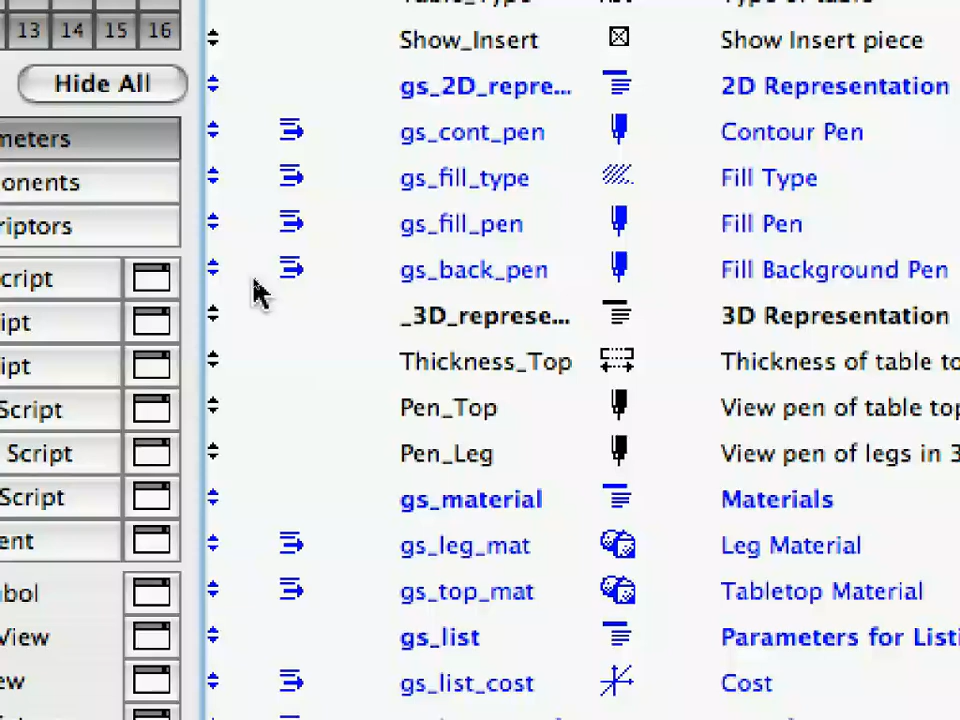 13 14 15 16
Show_Insert Show Insert piece
Hide All
gs_2D_repre... 2D Representation
meters
gs_cont_pen Contour Pen
onents
gs_fill_type Fill Type
riptors
gs_fill_pen Fill Pen
cript
gs_back_pen Fill Background Pen
ipt
_3D_represe... 3D Representation
ipt
Thickness_Top Thickness of table to
Script
Pen_Top View pen of table top
Script
Pen_Leg View pen of legs in 3
Script
gs_material Materials
ent
gs_leg_mat Leg Material
bol
gs_top_mat Tabletop Material
View
gs_list Parameters for Listi
ew
gs_list_cost Cost